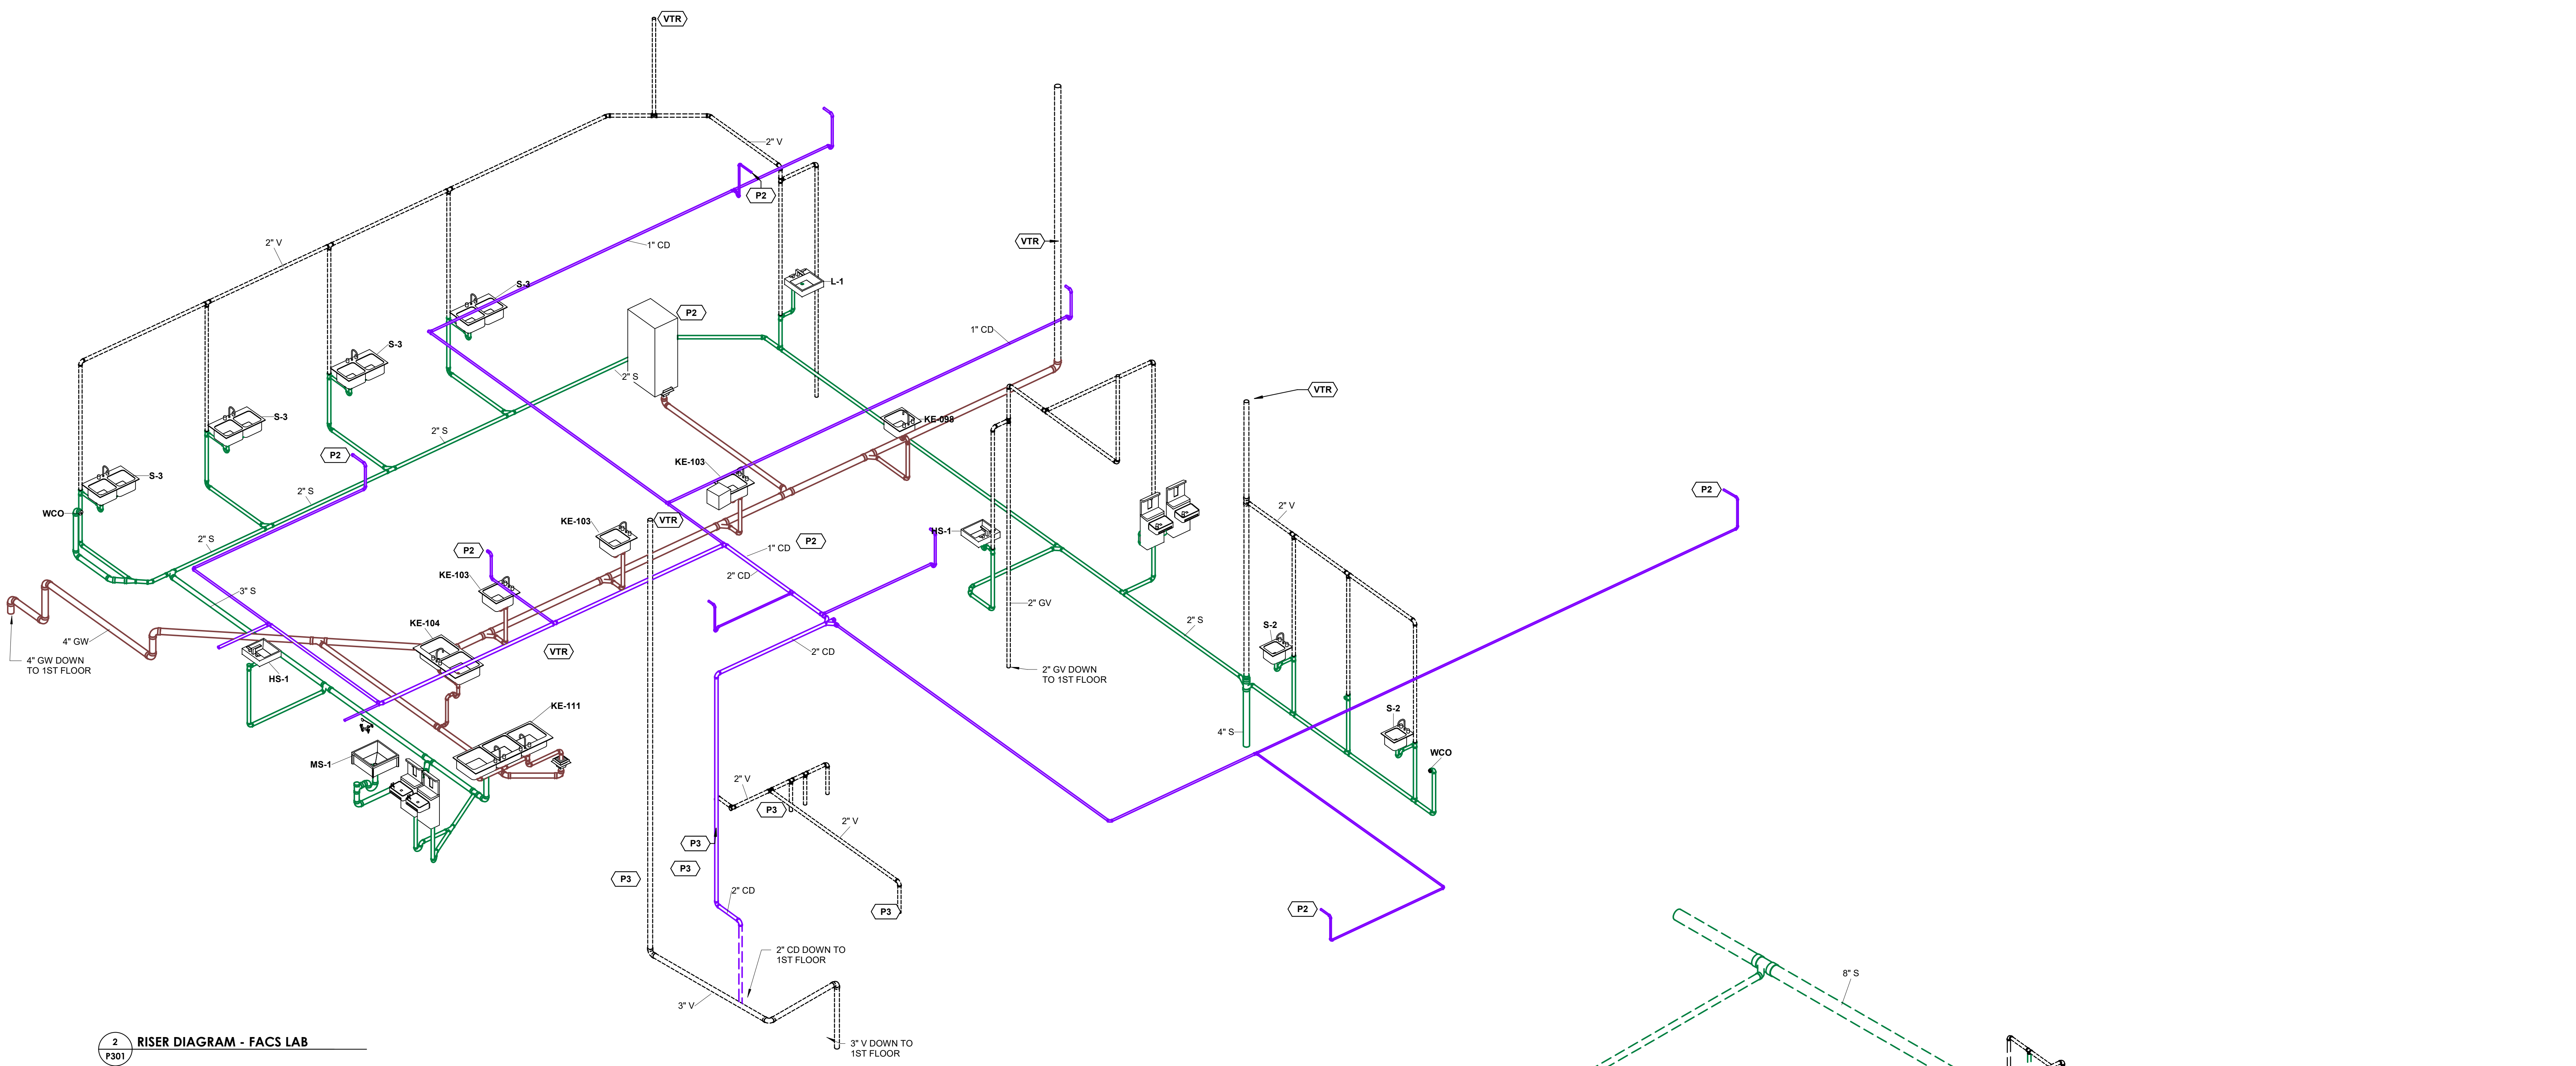 VTR
2" V
P2
1" CD
VTR
2" V
S-3
L-1
P2
1" CD
S-3
2" S
VTR
S-3
KE-098
2" S
P2
KE-103
S-3
2" S
P2
WCO
VTR
KE-103
2" V
HS-1
2" S
P2
1" CD
P2
KE-103
2" CD
2" GV
KE-104
2" S
S-2
3" S
4" GW
VTR
2" CD
4" GW DOWN
TO 1ST FLOOR
2" GV DOWN
TO 1ST FLOOR
HS-1
KE-111
S-2
4" S
WCO
MS-1
2" V
P3
2" V
P3
P3
P3
2" CD
P3
P2
2" CD DOWN TO
1ST FLOOR
8" S
3" V
2
P301
RISER DIAGRAM - FACS LAB
3" V DOWN TO
1ST FLOOR